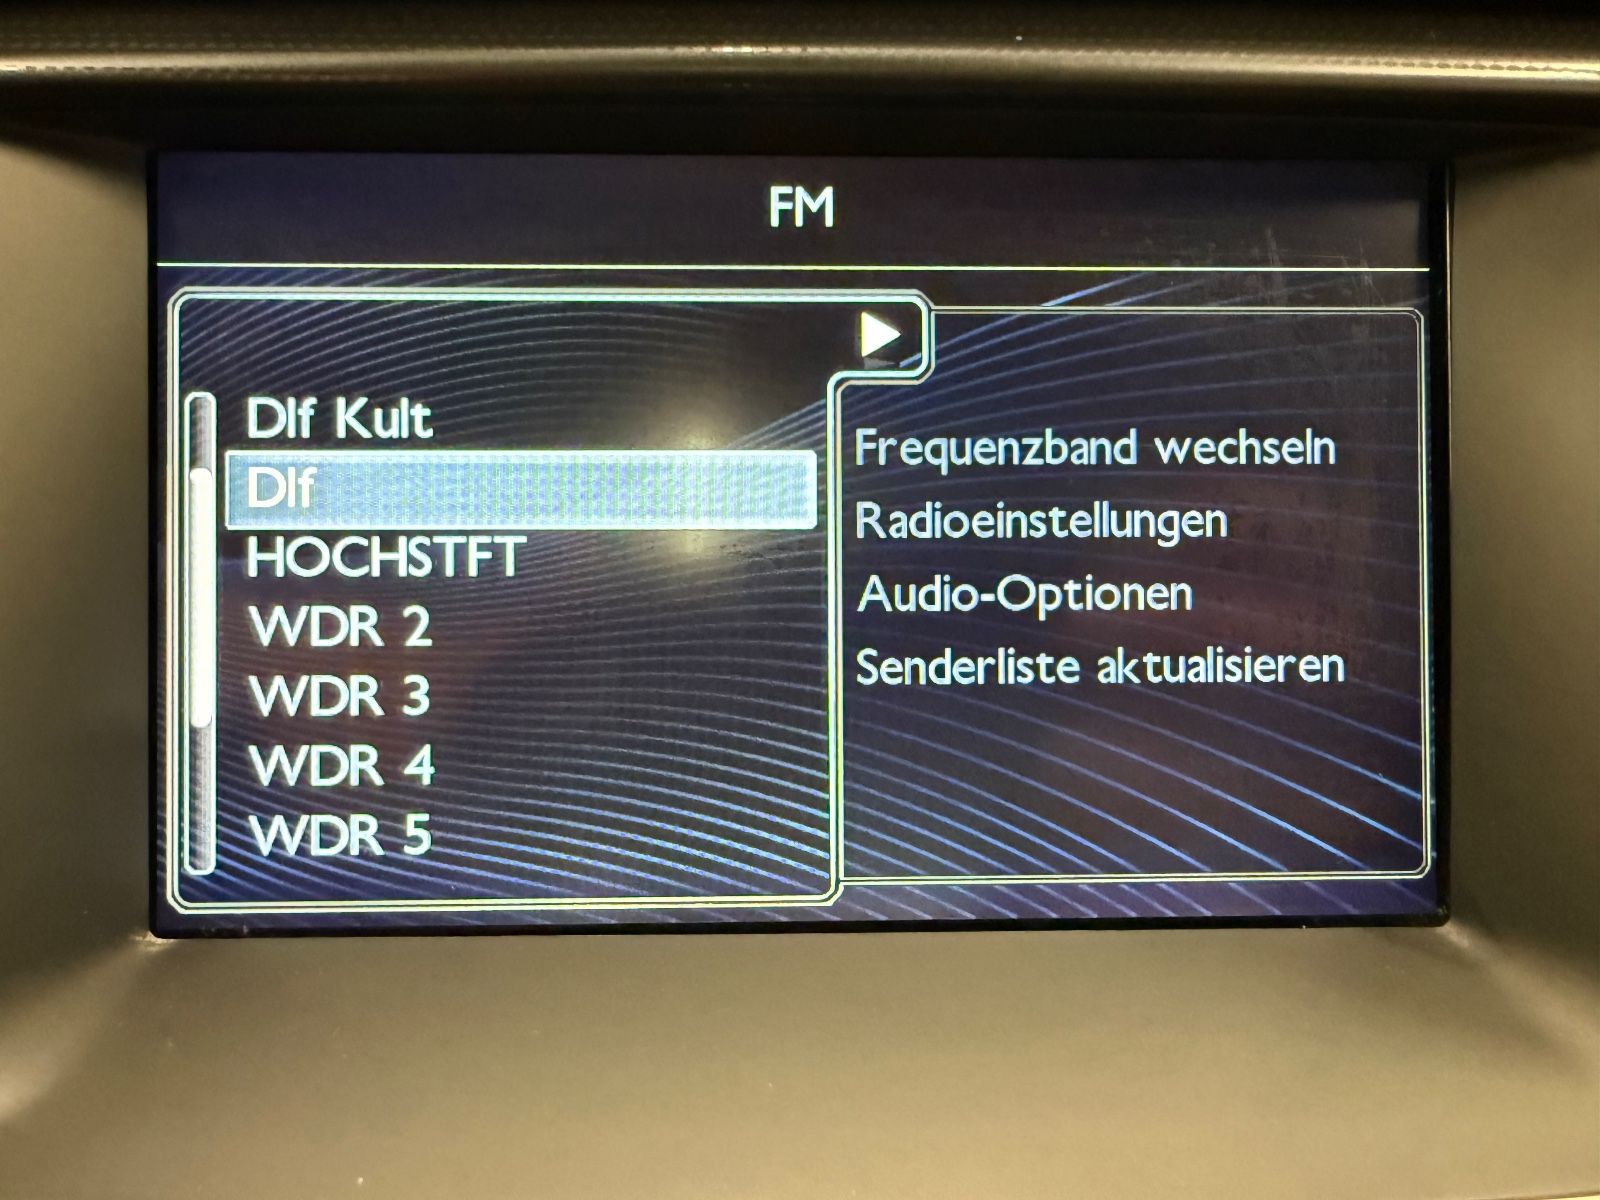 FM
Dlf Kult
Dlf
HOCHSTFT
WDR 2
WDR 3
WDR 4
WDR 5
Frequenzband wechseln
Radioeinstellungen
Audio-Optionen
Senderliste aktualisieren